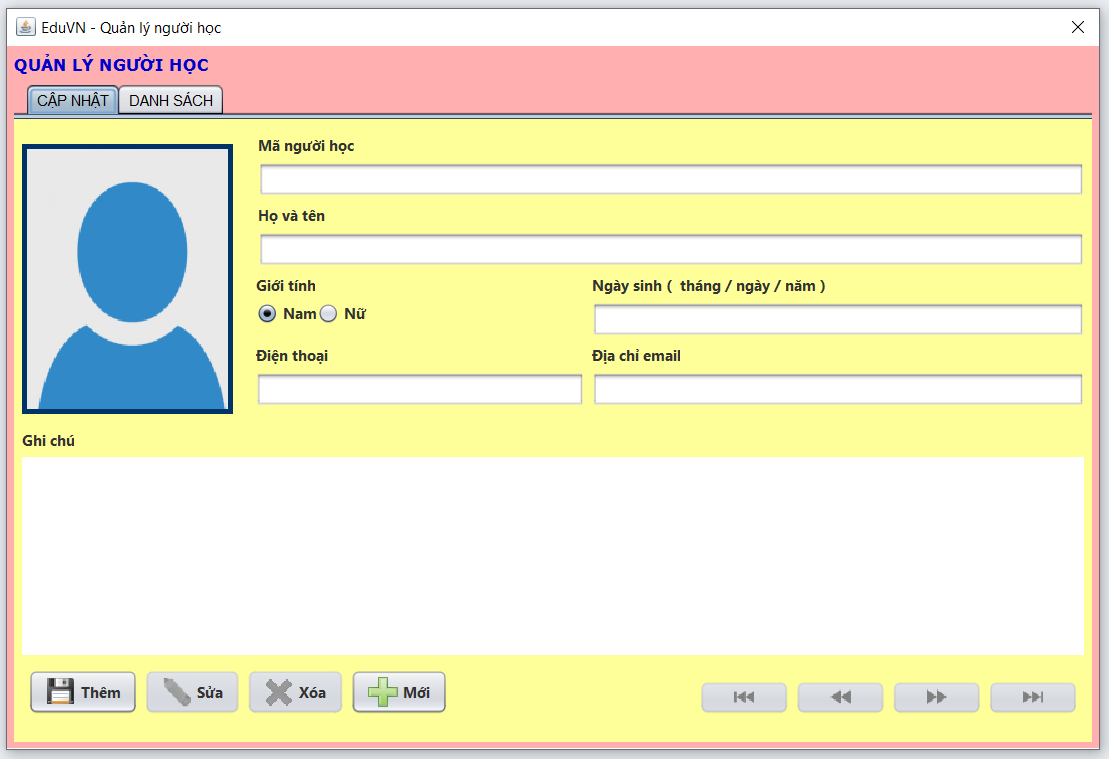 EduVN - Quản lý người học
QUẢN LÝ NGƯỜI HỌC
CẬP NHẬT DANH SÁCH
Mã người học
Họ và tên
Giới tính
Nam Nữ
Ngày sinh ( tháng / ngày / năm )
Điện thoại
Địa chỉ email
Ghi chú
Thêm Sửa Xóa Mới